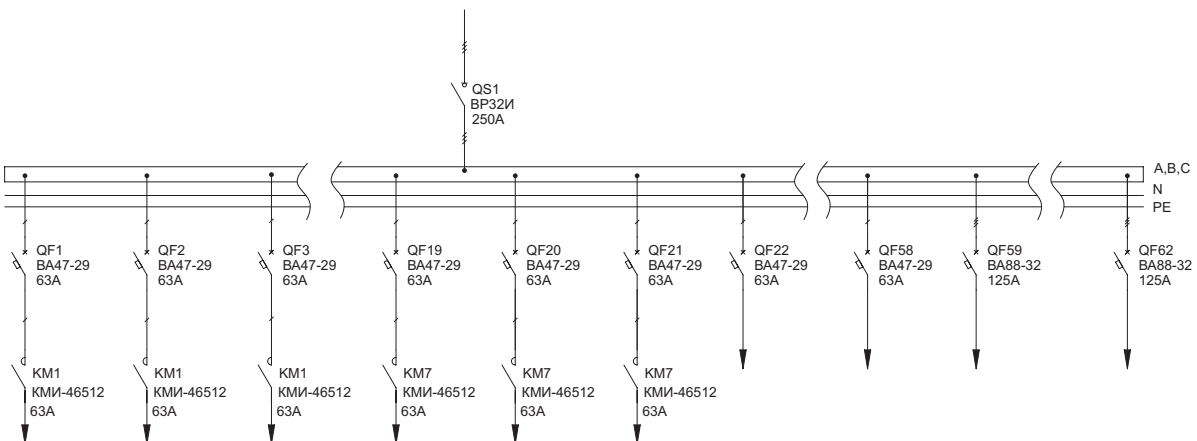 QS1
ВР32И
250А
А,В,С
N
PE
QF1
ВА47-29
63А
QF2
ВА47-29
63А
QF3
ВА47-29
63А
QF19
ВА47-29
63А
QF20
ВА47-29
63А
QF21
ВА47-29
63А
QF22
ВА47-29
63А
QF58
ВА47-29
63А
QF59
ВА88-32
125А
QF62
ВА88-32
125А
КМ1
КМИ-46512
63А
КМ1
КМИ-46512
63А
КМ1
КМИ-46512
63А
КМ7
КМИ-46512
63А
КМ7
КМИ-46512
63А
КМ7
КМИ-46512
63А